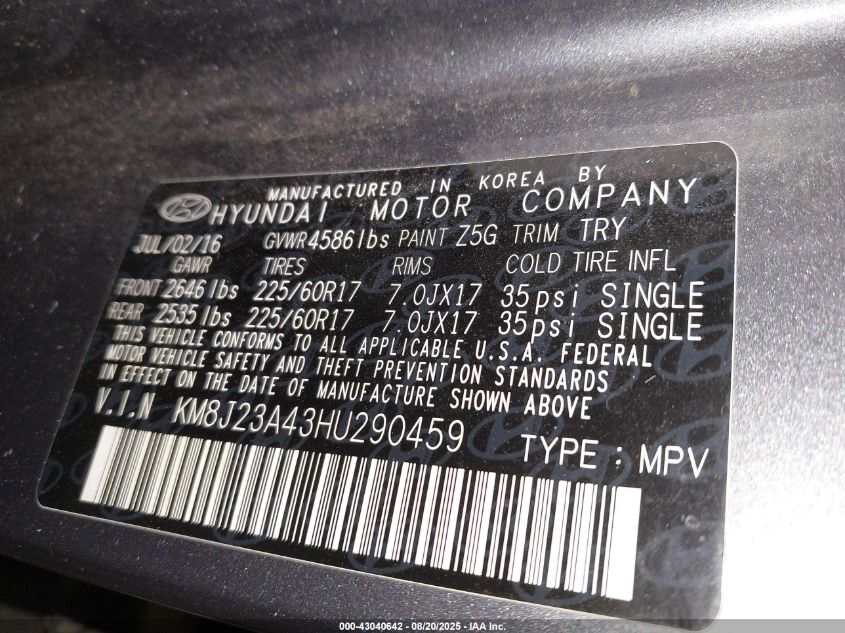 MANUFACTURED IN KOREA BY
HYUNDAI MOTOR COMPANY
JUL/02/16 GVWR 4586 lbs PAINT Z5G TRIM TRY
GAWR TIRES RIMS COLD TIRE INFL
FRONT 2646 lbs 225/60R17 7.0JX17 35psi SINGLE
REAR 2535 lbs 225/60R17 7.0JX17 35psi SINGLE
THIS VEHICLE CONFORMS TO ALL APPLICABLE U.S.A. FEDERAL
MOTOR VEHICLE SAFETY AND THEFT PREVENTION STANDARDS
IN EFFECT ON THE DATE OF MANUFACTURE SHOWN ABOVE
V.I.N KM8J23A43HU290459
TYPE : MPV
000-43040642 - 08/20/2025 - IAA Inc.